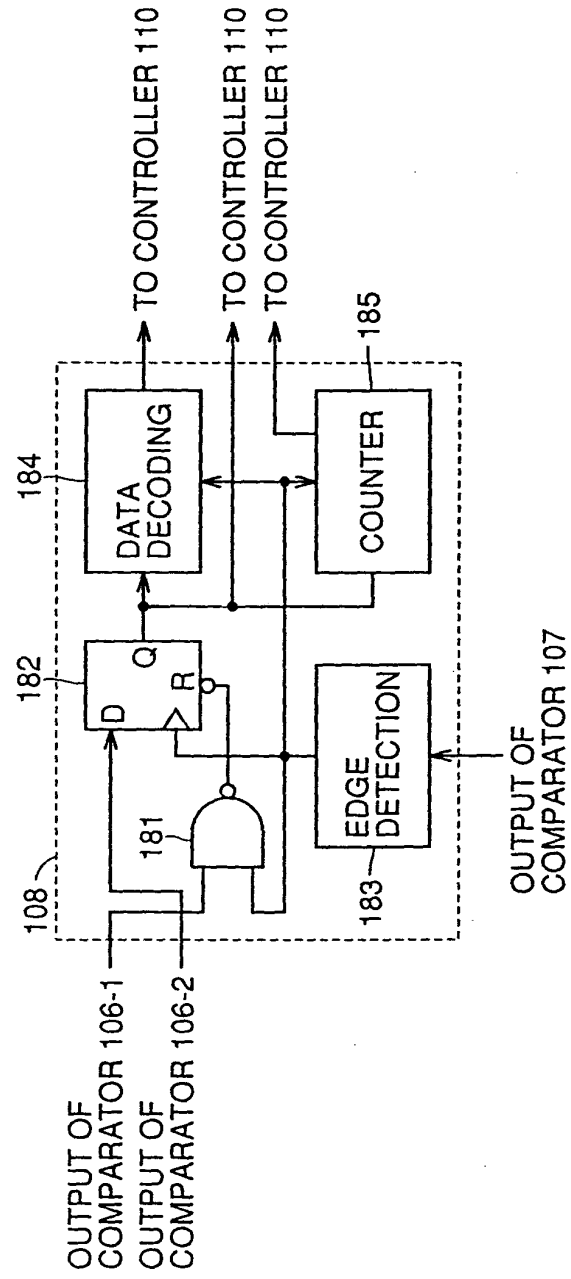 108
OUTPUT OF
COMPARATOR 106-1
OUTPUT OF
COMPARATOR 106-2
181
182
D
Q
R
184
DATA
DECODING
TO CONTROLLER 110
TO CONTROLLER 110
TO CONTROLLER 110
183
EDGE
DETECTION
COUNTER
185
OUTPUT OF
COMPARATOR 107